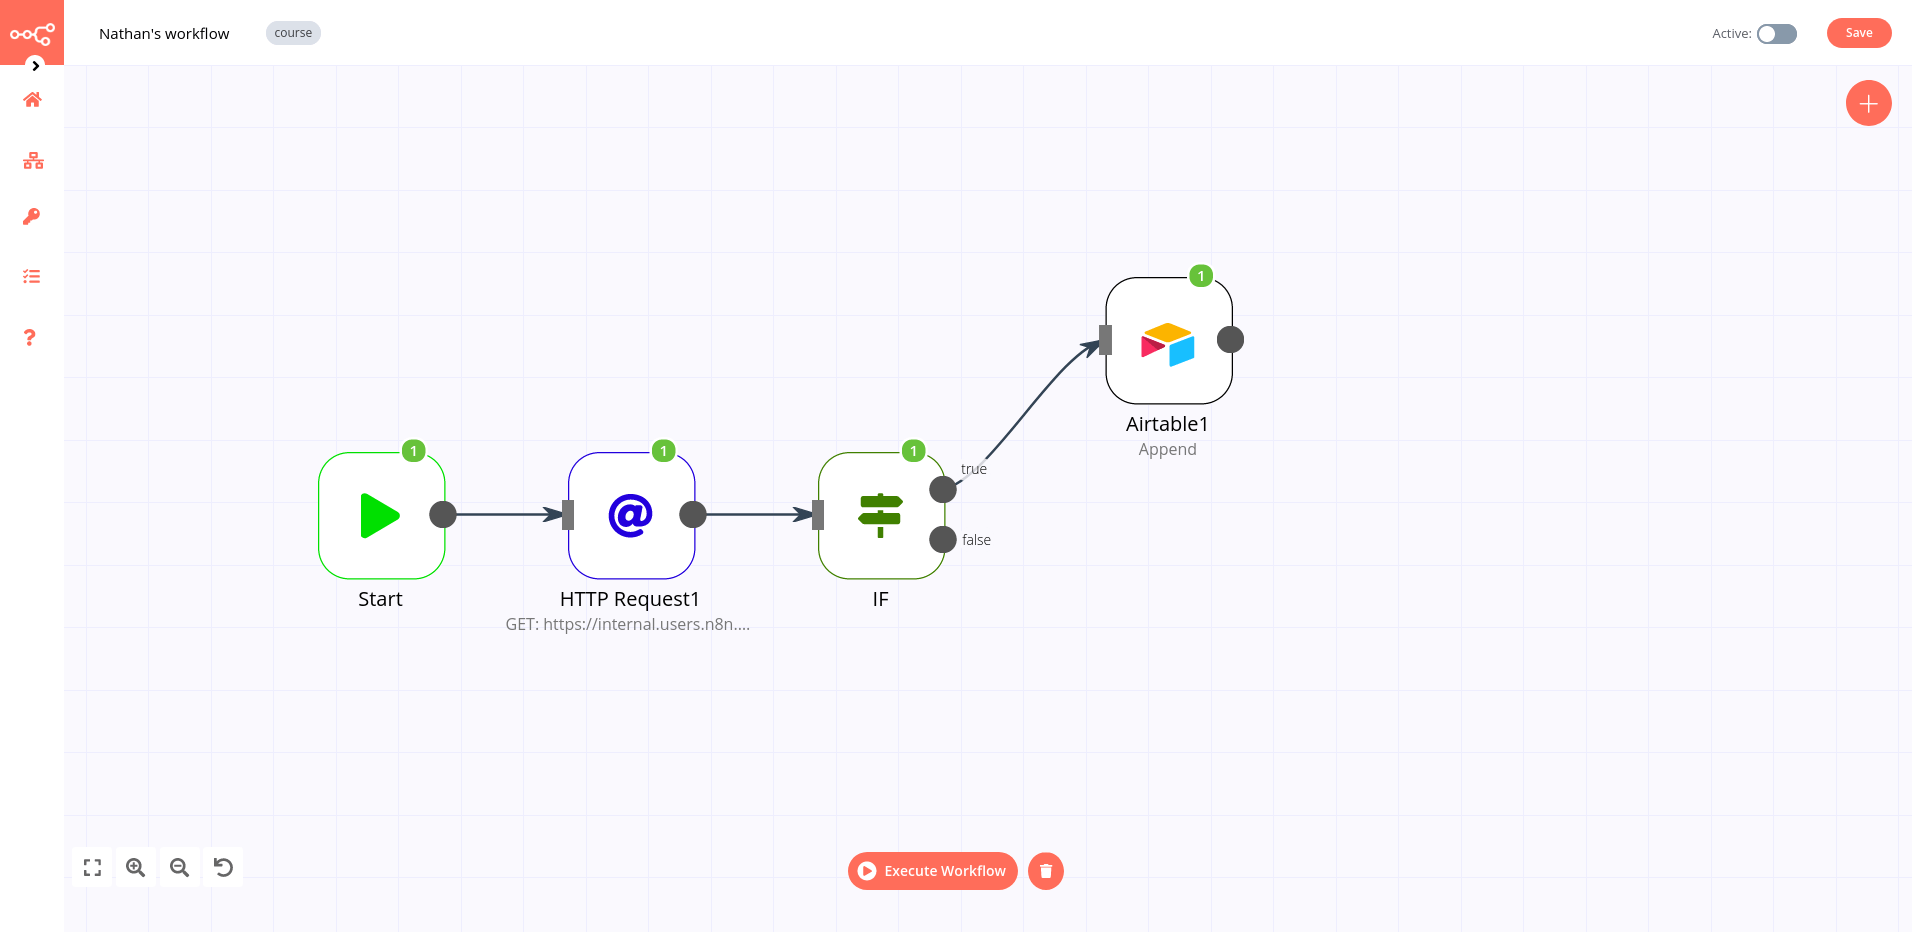 Nathan's workflow
course
Active:
Save
1
Airtable1
Append
1
1
1
true
false
Start
HTTP Request1
IF
GET: https://internal.users.n8n....
Execute Workflow